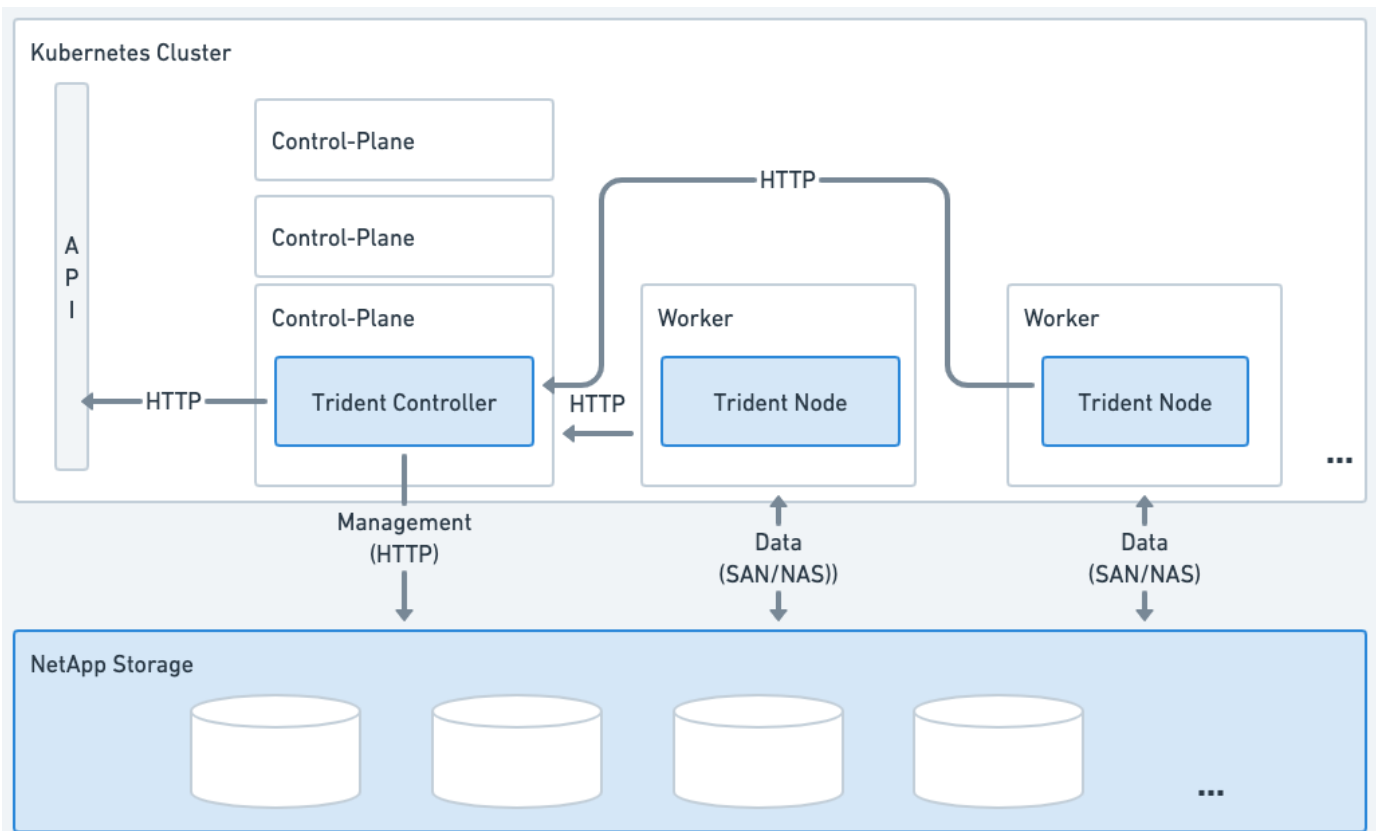 Kubernetes Cluster
A
P
I
Control-Plane
Control-Plane
Control-Plane
Trident Controller
HTTP
HTTP
HTTP
Worker
Trident Node
Worker
Trident Node
...
Management
(HTTP)
Data
(SAN/NAS))
Data
(SAN/NAS)
NetApp Storage
...